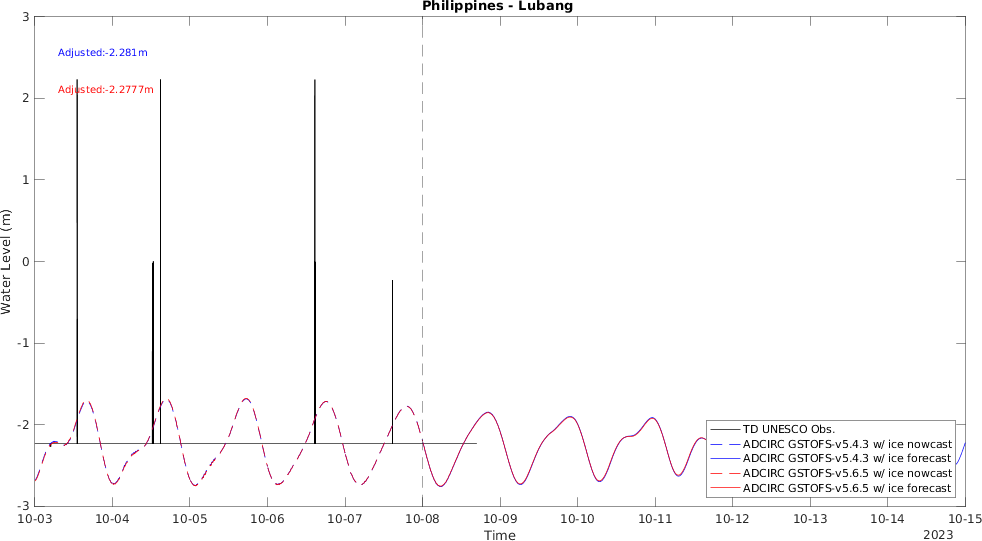 Philippines - Lubang
3
Adjusted:-2.281m
Adjusted:-2.2777m
2
1
0
-1
-2
-3
Water Level (m)
TD UNESCO Obs.
ADCIRC GSTOFS-v5.4.3 w/ ice nowcast
ADCIRC GSTOFS-v5.4.3 w/ ice forecast
ADCIRC GSTOFS-v5.6.5 w/ ice nowcast
ADCIRC GSTOFS-v5.6.5 w/ ice forecast
10-03 10-04 10-05 10-06 10-07 10-08 10-09 10-10 10-11 10-12 10-13 10-14 10-15
Time
2023